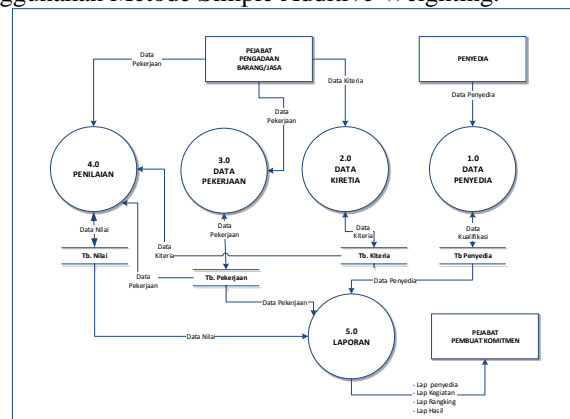 ggunakan Metode Simple Additive Weighting.
PEJABAT
PENGADAAN
BARANG/JASA
PENYEDIA
Data
Pekerjaan
Data Kiteria
Data Penyedia
Data
Pekerjaan
4.0
PENILAIAN
3.0
DATA
PEKERJAAN
2.0
DATA
KIRETIA
1.0
DATA
PENYEDIA
Data Nilai
Data
Pekerjaan
Data
Kiteria
Data
Kualifikasi
Data
Kiteria
Tb. Nilai
Tb. Kiteria
Tb Penyedia
Data
Pekerjaan
Tb. Pekerjaan
Data Penyedia
Data Pekerjaan
5.0
LAPORAN
PEJABAT
PEMBUAT KOMITMEN
Data Nilai
- Lap penyedia
- Lap Kegiatan
- Lap Rangking
- Lap Hasil